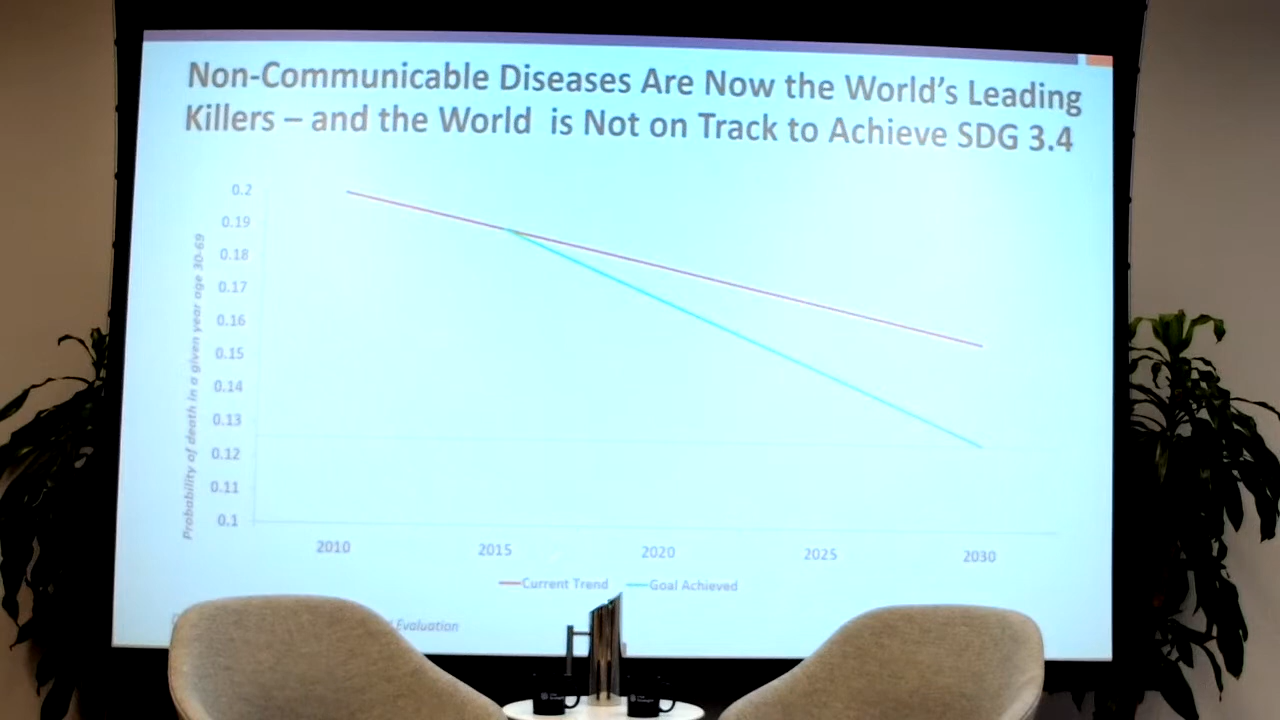 Non-Communicable Diseases Are Now the World's Leading
Killers – and the World is Not on Track to Achieve SDG 3.4
0.2
0.19
0.18
0.17
0.16
0.15
0.14
0.13
0.12
0.11
0.1
Probability of death in a given year age 30-69
2010
2015
2020
2025
2030
Current Trend
Goal Achieved
Evaluation